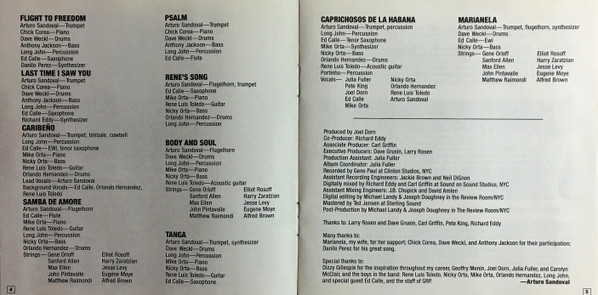 FLIGHT TO FREEDOM
Arturo Sandoval—Trumpet
Chick Corea—Piano
Dave Weckl—Drums
Anthony Jackson—Bass
Long John—Percussion
Ed Calle—Saxophone
Danilo Perez—Synthesizer
LAST TIME I SAW YOU
Arturo Sandoval—Trumpet
Chick Corea—Piano
Dave Weckl—Drums
Anthony Jackson—Bass
Long John—Percussion
Ed Calle—Saxophone
Richard Eddy—Synthesizer
CARIBEÑO
Arturo Sandoval—Trumpet, timbale, cowbell
Long John—Percussion
Ed Calle—EWI, tenor saxophone
Mike Orta—Piano
Nicky Orta—Bass
Rene Luis Toledo—Guitar
Orlando Hernandez—Drums
Lead Vocals—Arturo Sandoval
Background Vocals—Ed Calle, Orlando Hernandez,
Rene Luis Toledo
SAMBA DE AMORE
Arturo Sandoval—Flugelhorn
Ed Calle—Flute
Mike Orta—Piano
Rene Luis Toledo—Guitar
Long John—Percussion
Nicky Orta—Bass
Orlando Hernandez—Drums
Strings—Gene Orloff Elliot Rosoff
Sanford Allen Harry Zaratzian
Max Ellen Jesse Levy
John Pintavalle Eugene Moye
Matthew Raimondi Alfred Brown
4
PSALM
Arturo Sandoval—Trumpet
Chick Corea—Piano
Dave Weckl—Drums
Anthony Jackson—Bass
Long John—Percussion
Ed Calle—Flute
RENE'S SONG
Arturo Sandoval—Flugelhorn, trumpet
Ed Calle—Saxophone
Mike Orta—Piano
Nicky Orta—Bass
Rene Luis Toledo—Guitar
Orlando Hernandez—Drums
Long John—Percussion
BODY AND SOUL
Arturo Sandoval—Flugelhorn
Ed Calle—Saxophone
Mike Orta—Piano
Nicky Orta—Bass
Rene Luis Toledo—Acoustic guitar
Strings—Gene Orloff Elliot Rosoff
Sanford Allen Harry Zaratzian
Max Ellen Jesse Levy
John Pintavalle Eugene Moye
Matthew Raimondi Alfred Brown
TANGA
Arturo Sandoval—Trumpet, synthesizer
Ed Calle—Saxophone
Mike Orta—Piano
Nicky Orta—Bass
Orlando Hernandez—Drums
Long John—Percussion
CAPRICHOSOS DE LA HABANA
Arturo Sandoval—Trumpet, percussion
Long John—Percussion
Ed Calle—Tenor Saxophone
Mike Orta—Synthesizer
Nicky Orta—Bass
Orlando Hernandez—Drums
Rene Luis Toledo—Acoustic guitar
Portinho—Percussion
Vocals— Julia Fuller Nicky Orta
Pete King Orlando Hernandez
Joel Dorn Rene Luis Toledo
Ed Calle Arturo Sandoval
Mike Orta
MARIANELA
Arturo Sandoval—Trumpet, flugelhorn, synthesizer
Dave Weckl—Drums
Ed Calle—Ewi
Nicky Orta—Bass
Strings—Gene Orloff Elliot Rosoff
Sanford Allen Harry Zaratzian
Max Ellen Jesse Levy
John Pintavalle Eugene Moye
Matthew Raimondi Alfred Brown
Produced by Joel Dorn
Co-Producer: Richard Eddy
Associate Producer: Carl Griffin
Executive Producers: Dave Grusin, Larry Rosen
Production Assistant: Julia Fuller
Album Coordinator: Julia Fuller
Recorded by Gene Paul at Clinton Studios, NYC
Assistant Recording Engineers: Jackie Brown and Neil DiGnon
Digitally mixed by Richard Eddy and Carl Griffin at Sound on Sound Studios, NYC
Assistant Mixing Engineers: J.B. Chupick and David Amlen
Digital editing by Michael Landy & Joseph Doughney in the Review Room/NYC
Mastered by Ted Jensen at Sterling Sound
Post-Production by Michael Landy & Joseph Doughney in The Review Room/NYC
Thanks to: Larry Rosen and Dave Grusin, Carl Griffin, Pete King, Richard Eddy
Many thanks to:
Marianela, my wife, for her support; Chick Corea, Dave Weckl, and Anthony Jackson for their participation;
Danilo Perez for his great song.
Special thanks to:
Dizzy Gillespie for the inspiration throughout my career, Geoffry Menin, Joel Dorn, Julia Fuller, and Carolyn
McClair, and the boys in the band: Rene Luis Toledo, Nicky Orta, Mike Orta, Orlando Hernandez, Long John,
and special guest Ed Calle, and the staff of GRP.
—Arturo Sandoval
5